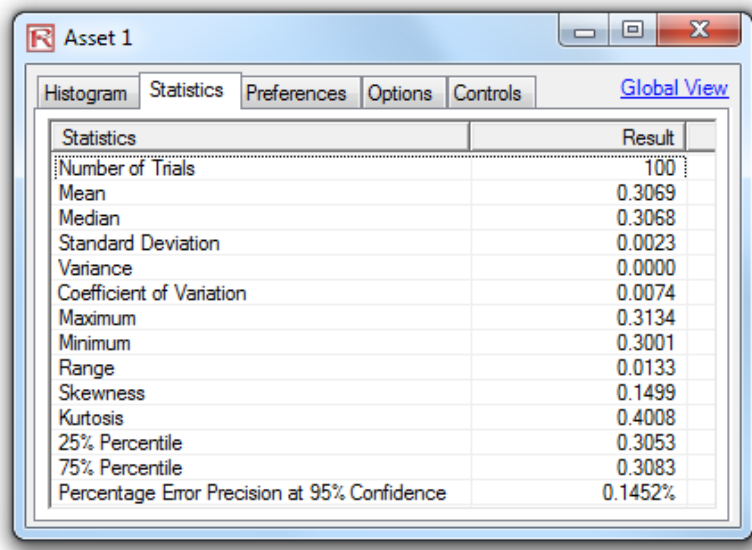 R Asset 1
Histogram Statistics Preferences Options Controls Global View
Statistics Result
Number of Trials 100
Mean 0.3069
Median 0.3068
Standard Deviation 0.0023
Variance 0.0000
Coefficient of Variation 0.0074
Maximum 0.3134
Minimum 0.3001
Range 0.0133
Skewness 0.1499
Kurtosis 0.4008
25% Percentile 0.3053
75% Percentile 0.3083
Percentage Error Precision at 95% Confidence 0.1452%